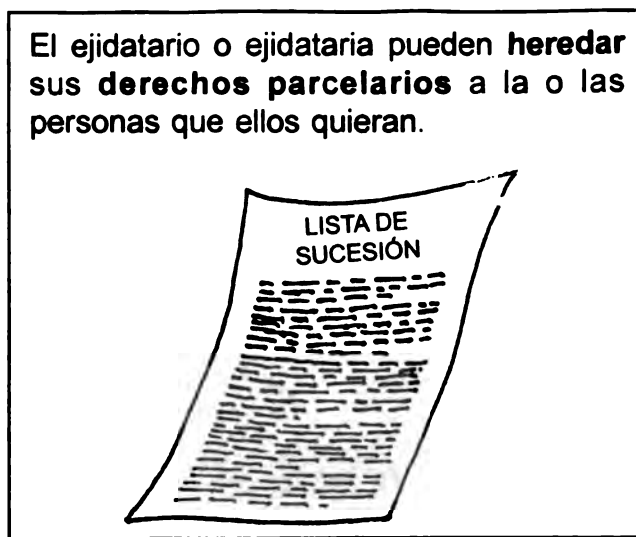 El ejidatario o ejidataria pueden heredar
sus derechos parcelarios a la o las
personas que ellos quieran.
LISTA DE
SUCESIÓN